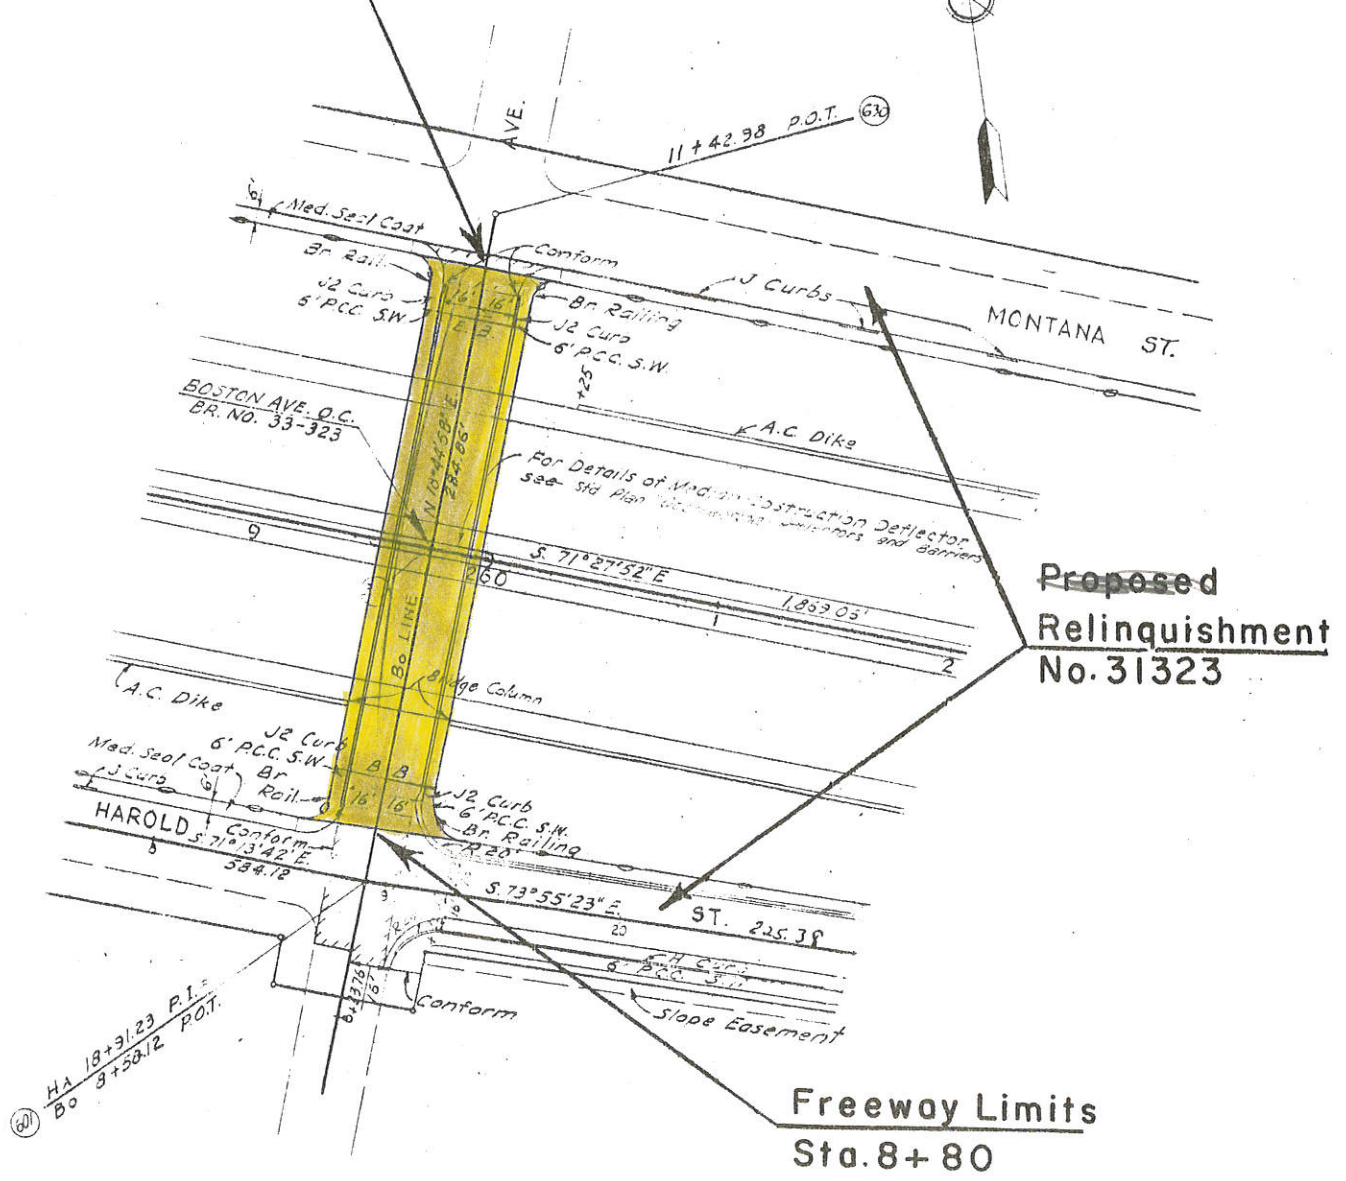 AVE.
11 + 42.98 P.O.T.
630
6'
Med. Seal Coat
Br. Rail.
J2 Curb
6' P.C.C. S.W.
Conform
Br. Railing
J2 Curb
6' P.C.C. S.W.
16' 16'
J Curbs
MONTANA ST.
+25
A.C. Dike
BOSTON AVE. O.C.
BR. NO. 33-323
N 18°44'58" E
284.86'
For Details of Median
Deflector
see Std Plan
and Barriers
9
260
S. 71°27'52" E
1,869.05'
1
2
Proposed
Relinquishment
No. 31323
Bo LINE
Bridge Column
A.C. Dike
J2 Curb
6' P.C.C. S.W.
Med. Seal Coat
Br
Rail.
J Curb
6'
B B
16' 16'
J2 Curb
6' P.C.C. S.W.
Br. Railing
R 20'
HAROLD
Conform
S. 71°13'42" E.
584.12
S. 73°55'23" E.
ST.
225.38
9
20
H Curb
6' P.C.C.
Conform
Slope Easement
HA 18+91.23 P.I. =
Bo 8+58.12 P.O.T.
601
Freeway Limits
Sta. 8+80